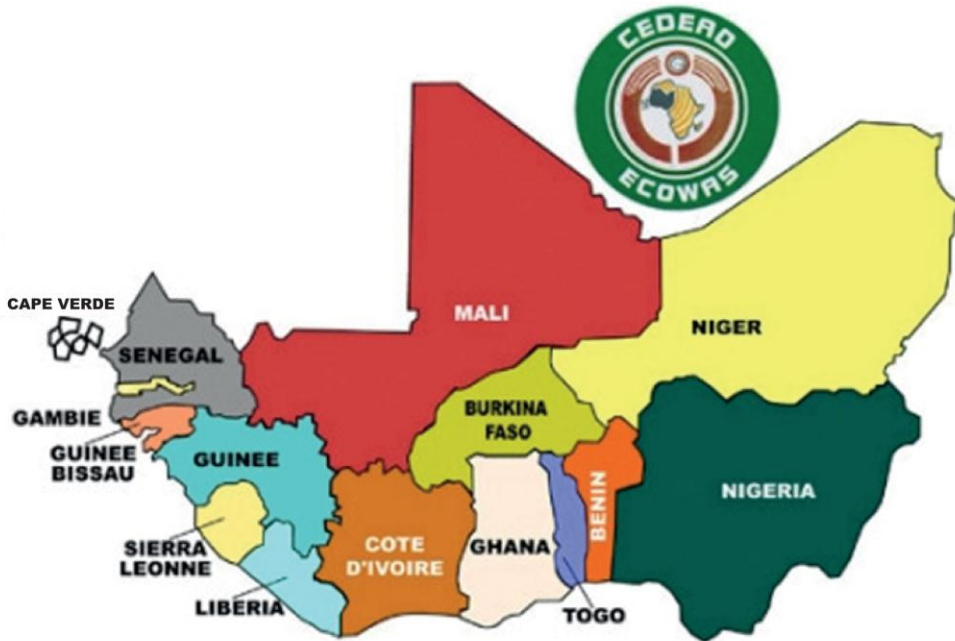 CEDEAO
ECOWAS
CAPE VERDE
MALI
NIGER
SENEGAL
GAMBIE
BURKINA
FASO
GUINEE
BISSAU
GUINEE
NIGERIA
BENIN
SIERRA
LEONNE
COTE
D'IVOIRE
GHANA
LIBERIA
TOGO